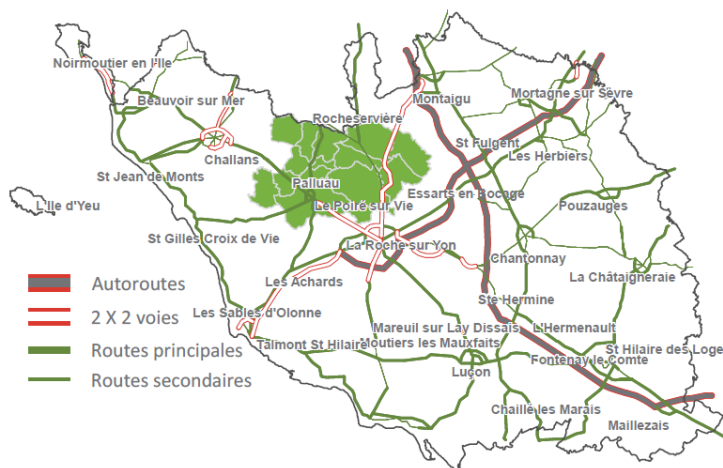 Noirmoutier en l'Ile
Beauvoir sur Mer
Rocheservière
Montaigu
Mortagne sur Sèvre
St Fulgent
Les Herbiers
Challans
St Jean de Monts
Palluau
Essarts en Bocage
L'Ile d'Yeu
Le Poiré sur Vie
Pouzauges
St Gilles Croix de Vie
La Roche sur Yon
Chantonnay
La Châtaigneraie
Les Achards
Ste Hermine
Les Sables d'Olonne
Mareuil sur Lay Dissais
L'Hermenault
Talmont St Hilaire
Moutiers les Mauxfaits
St Hilaire des Loge
Fontenay le Comte
Luçon
Chaillé les Marais
Maillezais
Autoroutes
2 X 2 voies
Routes principales
Routes secondaires